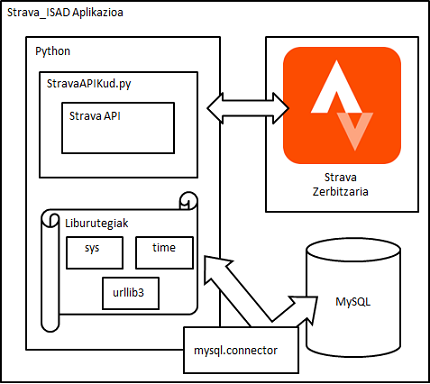 Strava_ISAD Aplikazioa
Python
StravaAPIKud.py
Strava API
Strava
Zerbitzaria
Liburutegiak
sys
time
urllib3
MySQL
mysql.connector